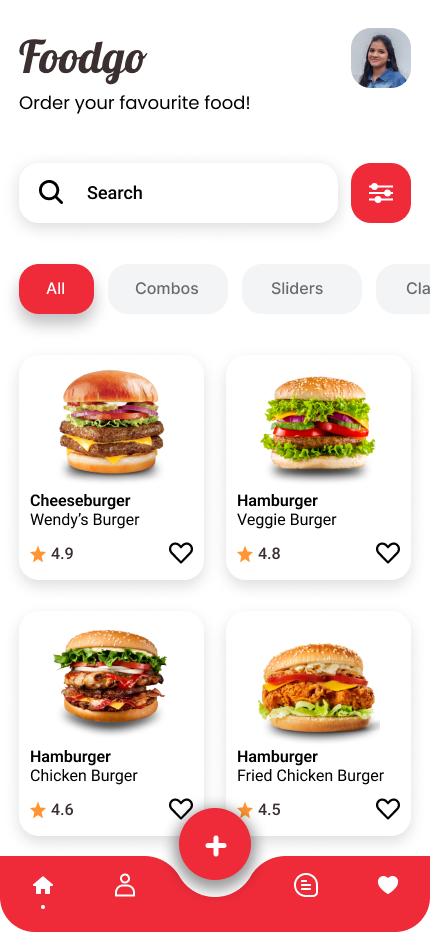 Foodgo
Order your favourite food!
Search
All
Combos
Sliders
Cla
Cheeseburger
Wendy’s Burger
4.9
Hamburger
Veggie Burger
4.8
Hamburger
Chicken Burger
4.6
Hamburger
Fried Chicken Burger
4.5